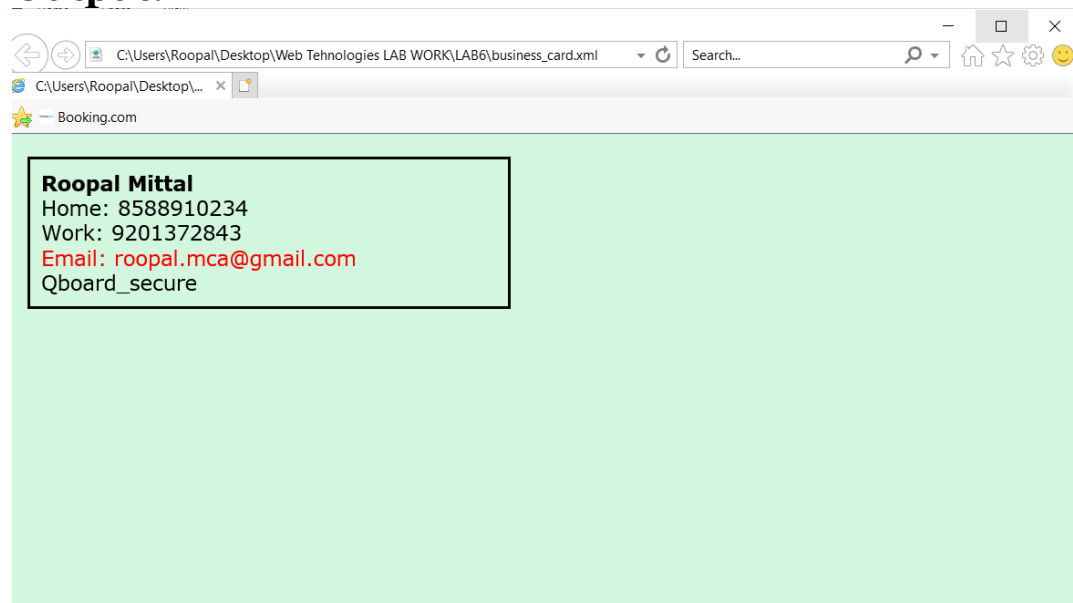 C:\Users\Roopal\Desktop\Web Tehnologies LAB WORK\LAB6\business_card.xml
Search...
C:\Users\Roopal\Desktop\...
Booking.com
Roopal Mittal
Home: 8588910234
Work: 9201372843
Email: roopal.mca@gmail.com
Qboard_secure